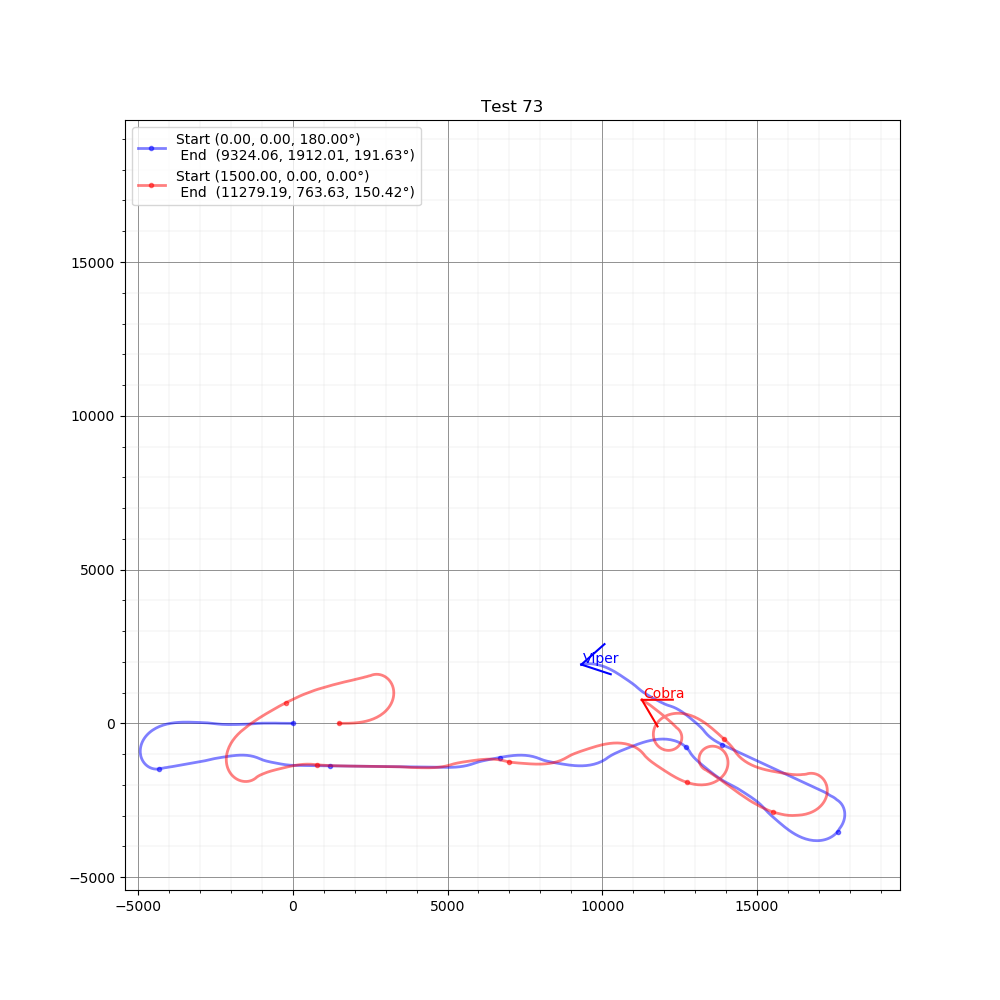 Test 73
Start (0.00, 0.00, 180.00°)
End (9324.06, 1912.01, 191.63°)
Start (1500.00, 0.00, 0.00°)
End (11279.19, 763.63, 150.42°)
15000
10000
5000
0
−5000
Viper
Cobra
−5000 0 5000 10000 15000